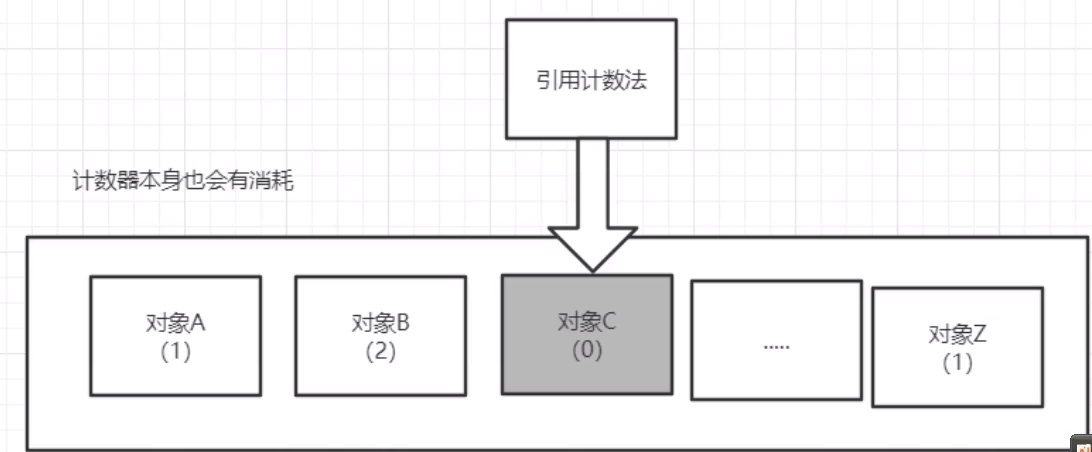 引用计数法
计数器本身也会有消耗
对象A
(1)
对象B
(2)
对象C
(0)
.....
对象Z
(1)